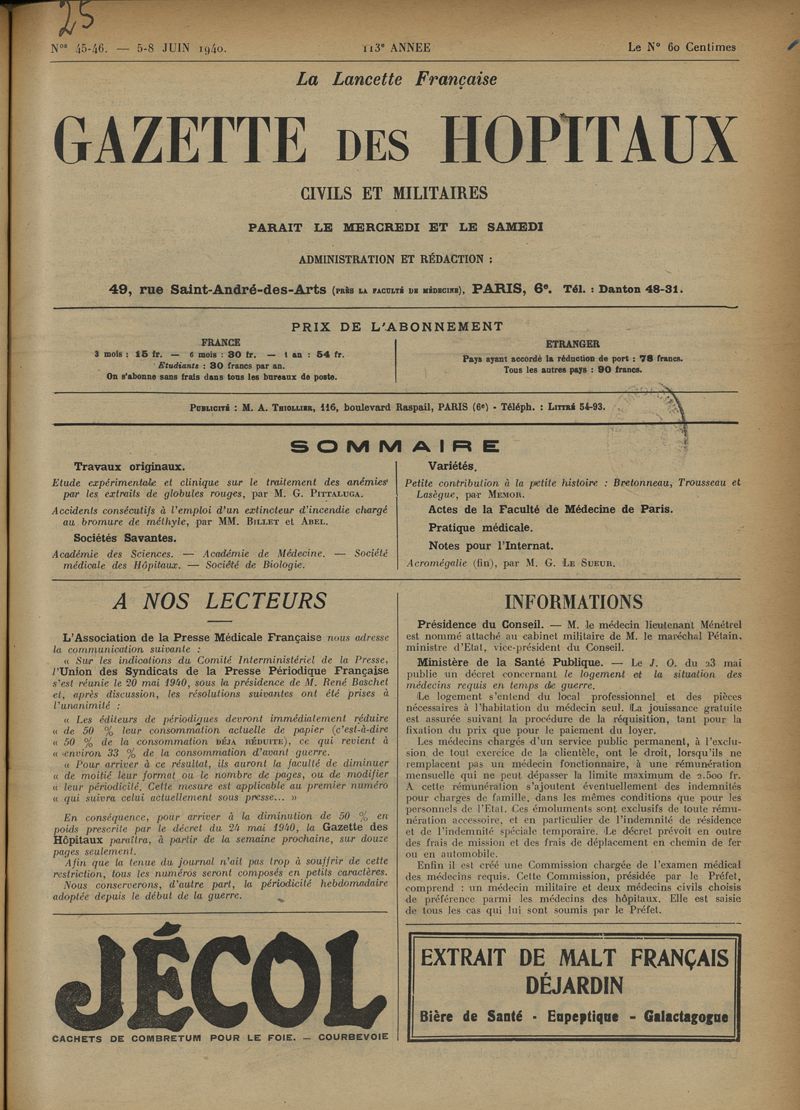 25
Nos 45-46. — 5-8 JUIN 1940.
113e ANNEE
Le No 60 Centimes
La Lancette Française
GAZETTE DES HOPITAUX
CIVILS ET MILITAIRES
PARAIT LE MERCREDI ET LE SAMEDI
ADMINISTRATION ET RÉDACTION :
49, rue Saint-André-des-Arts (PRÈS LA FACULTÉ DE MÉDECINE), PARIS, 6e. Tél. : Danton 48-31.
PRIX DE L'ABONNEMENT
FRANCE
3 mois : 15 fr. — 6 mois : 30 fr. — 1 an : 54 fr.
Etudiants : 30 francs par an.
On s'abonne sans frais dans tous les bureaux de poste.
ETRANGER
Pays ayant accordé la réduction de port : 78 francs.
Tous les autres pays : 90 francs.
PUBLICITÉ : M. A. THIOLLIER, 116, boulevard Raspail, PARIS (6e) - Téléph. : LITTRÉ 54-93.
SOMMAIRE
Travaux originaux.
Etude expérimentale et clinique sur le traitement des anémies
par les extraits de globules rouges, par M. G. PITTALUGA.
Accidents consécutifs à l'emploi d'un extincteur d'incendie chargé
au bromure de méthyle, par MM. BILLET et ABEL.
Sociétés Savantes.
Académie des Sciences. — Académie de Médecine. — Société
médicale des Hôpitaux. — Société de Biologie.
Variétés.
Petite contribution à la petite histoire : Bretonneau, Trousseau et
Lasègue, par MEMOR.
Actes de la Faculté de Médecine de Paris.
Pratique médicale.
Notes pour l'Internat.
Acromégalie (fin), par M. G. LE SUEUR.
A NOS LECTEURS
L'Association de la Presse Médicale Française nous adresse
la communication suivante :
« Sur les indications du Comité Interministériel de la Presse,
l'Union des Syndicats de la Presse Périodique Française
s'est réunie le 20 mai 1940, sous la présidence de M. René Baschet
et, après discussion, les résolutions suivantes ont été prises à
l'unanimité :
« Les éditeurs de périodiques devront immédiatement réduire
« de 50 % leur consommation actuelle de papier (c'est-à-dire
« 50 % de la consommation DÉJA RÉDUITE), ce qui revient à
« environ 33 % de la consommation d'avant guerre.
« Pour arriver à ce résultat, ils auront la faculté de diminuer
« de moitié leur format ou le nombre de pages, ou de modifier
« leur périodicité. Cette mesure est applicable au premier numéro
« qui suivra celui actuellement sous presse... »
En conséquence, pour arriver à la diminution de 50 % en
poids prescrite par le décret du 24 mai 1940, la Gazette des
Hôpitaux paraîtra, à partir de la semaine prochaine, sur douze
pages seulement.
Afin que la tenue du journal n'ait pas trop à souffrir de cette
restriction, tous les numéros seront composés en petits caractères.
Nous conserverons, d'autre part, la périodicité hebdomadaire
adoptée depuis le début de la guerre.
INFORMATIONS
Présidence du Conseil. — M. le médecin lieutenant Ménétrel
est nommé attaché au cabinet militaire de M. le maréchal Pétain,
ministre d'Etat, vice-président du Conseil.
Ministère de la Santé Publique. — Le J. O. du 23 mai
publie un décret concernant le logement et la situation des
médecins requis en temps de guerre.
Le logement s'entend du local professionnel et des pièces
nécessaires à l'habitation du médecin seul. La jouissance gratuite
est assurée suivant la procédure de la réquisition, tant pour la
fixation du prix que pour le paiement du loyer.
Les médecins chargés d'un service public permanent, à l'exclu-
sion de tout exercice de la clientèle, ont le droit, lorsqu'ils ne
remplacent pas un médecin fonctionnaire, à une rémunération
mensuelle qui ne peut dépasser la limite maximum de 2.500 fr.
A cette rémunération s'ajoutent éventuellement des indemnités
pour charges de famille, dans les mêmes conditions que pour les
personnels de l'Etat. Ces émoluments sont exclusifs de toute rému-
nération accessoire, et en particulier de l'indemnité de résidence
et de l'indemnité spéciale temporaire. Le décret prévoit en outre
des frais de mission et des frais de déplacement en chemin de fer
ou en automobile.
Enfin il est créé une Commission chargée de l'examen médical
des médecins requis. Cette Commission, présidée par le Préfet,
comprend : un médecin militaire et deux médecins civils choisis
de préférence parmi les médecins des hôpitaux. Elle est saisie
de tous les cas qui lui sont soumis par le Préfet.
JÉCOL
CACHETS DE COMBRETUM POUR LE FOIE. — COURBEVOIE
EXTRAIT DE MALT FRANÇAIS
DÉJARDIN
Bière de Santé - Eupeptique - Galactagogue